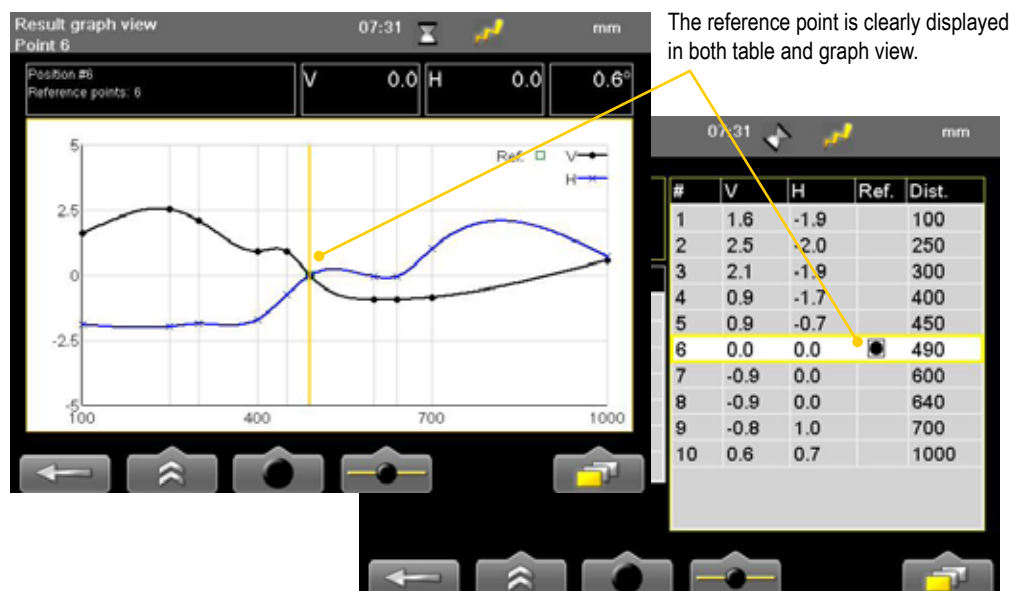 Result graph view
Point 6
07:31
mm
The reference point is clearly displayed
in both table and graph view.
Position #6
Reference points: 6
V 0.0 H 0.0 0.6°
Ref. V
H
5
2.5
0
-2.5
-5
100 400 700 1000
07:31 mm
# V H Ref. Dist.
1 1.6 -1.9 100
2 2.5 -2.0 250
3 2.1 -1.9 300
4 0.9 -1.7 400
5 0.9 -0.7 450
6 0.0 0.0 490
7 -0.9 0.0 600
8 -0.9 0.0 640
9 -0.8 1.0 700
10 0.6 0.7 1000